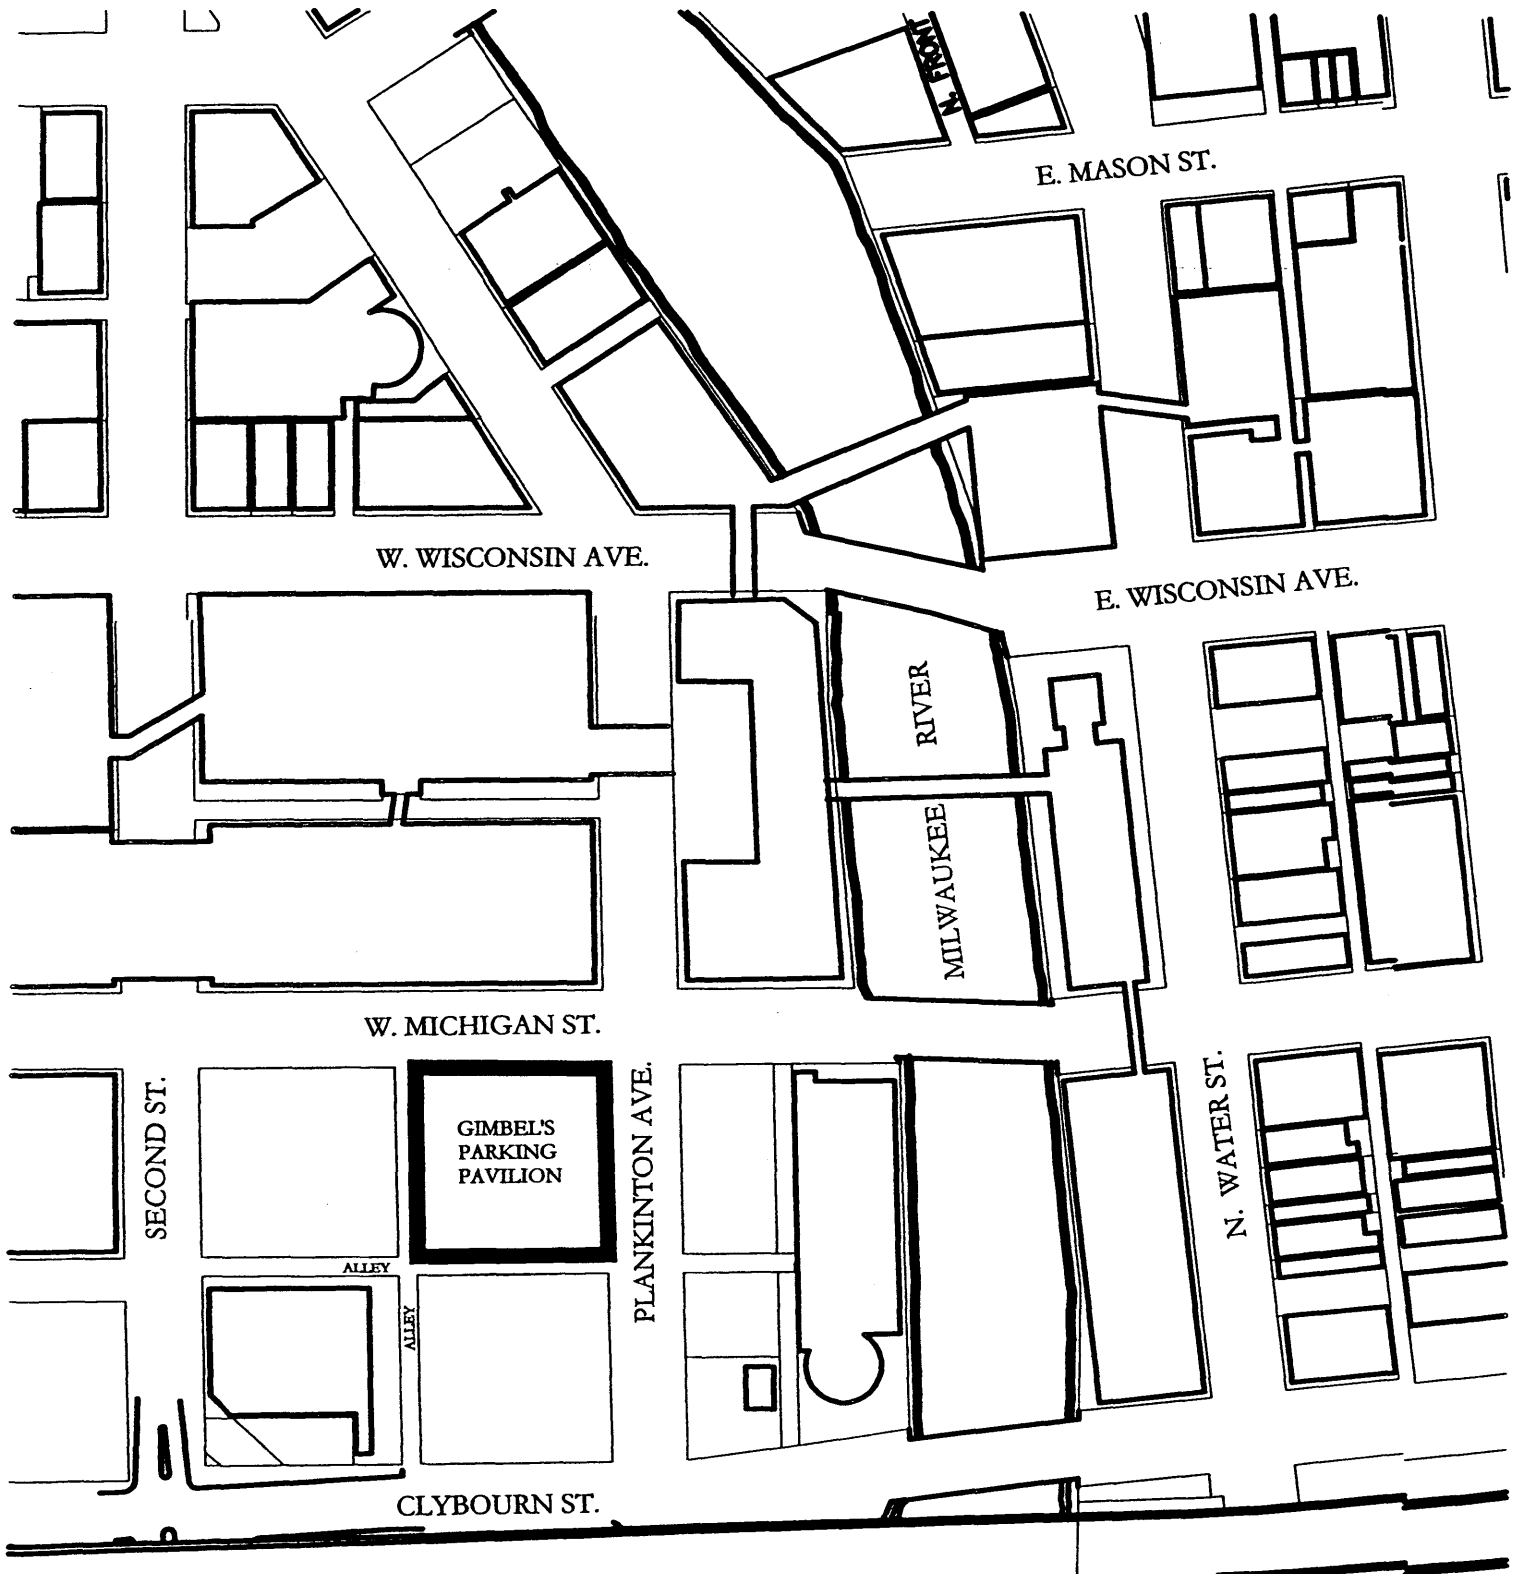 N. FRONT
E. MASON ST.
W. WISCONSIN AVE.
E. WISCONSIN AVE.
RIVER
MILWAUKEE
W. MICHIGAN ST.
SECOND ST.
GIMBEL'S
PARKING
PAVILION
PLANKINTON AVE.
N. WATER ST.
ALLEY
ALLEY
CLYBOURN ST.